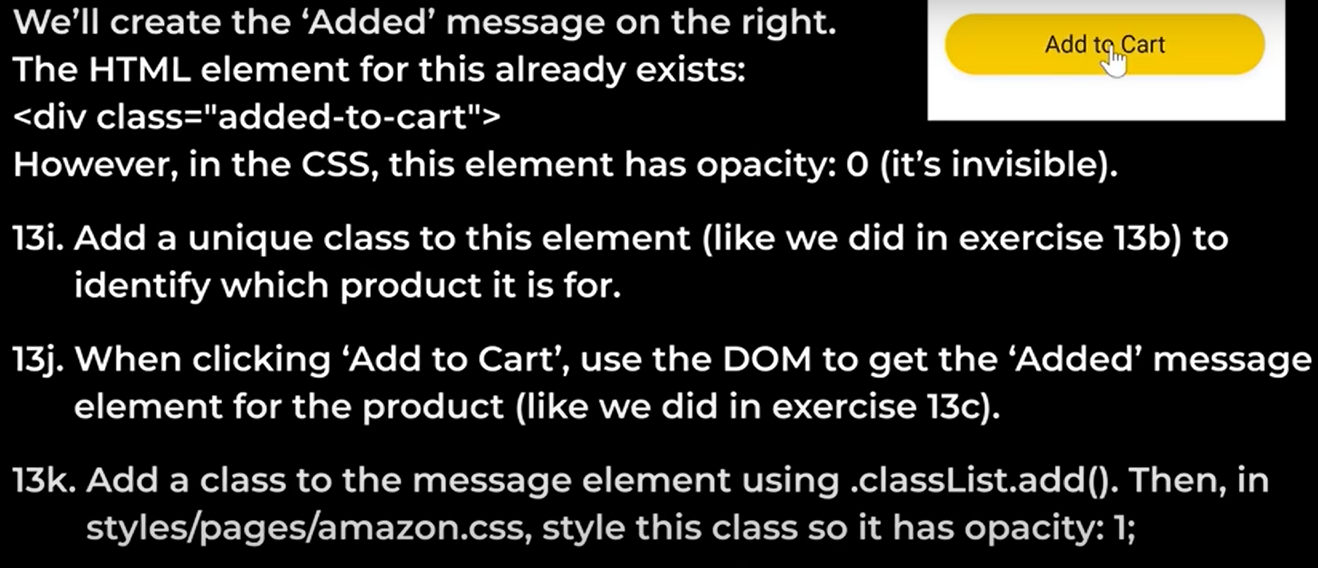 We’ll create the ‘Added’ message on the right.
Add to Cart
The HTML element for this already exists:
<div class="added-to-cart">
However, in the CSS, this element has opacity: 0 (it’s invisible).
13i. Add a unique class to this element (like we did in exercise 13b) to
identify which product it is for.
13j. When clicking ‘Add to Cart’, use the DOM to get the ‘Added’ message
element for the product (like we did in exercise 13c).
13k. Add a class to the message element using .classList.add(). Then, in
styles/pages/amazon.css, style this class so it has opacity: 1;